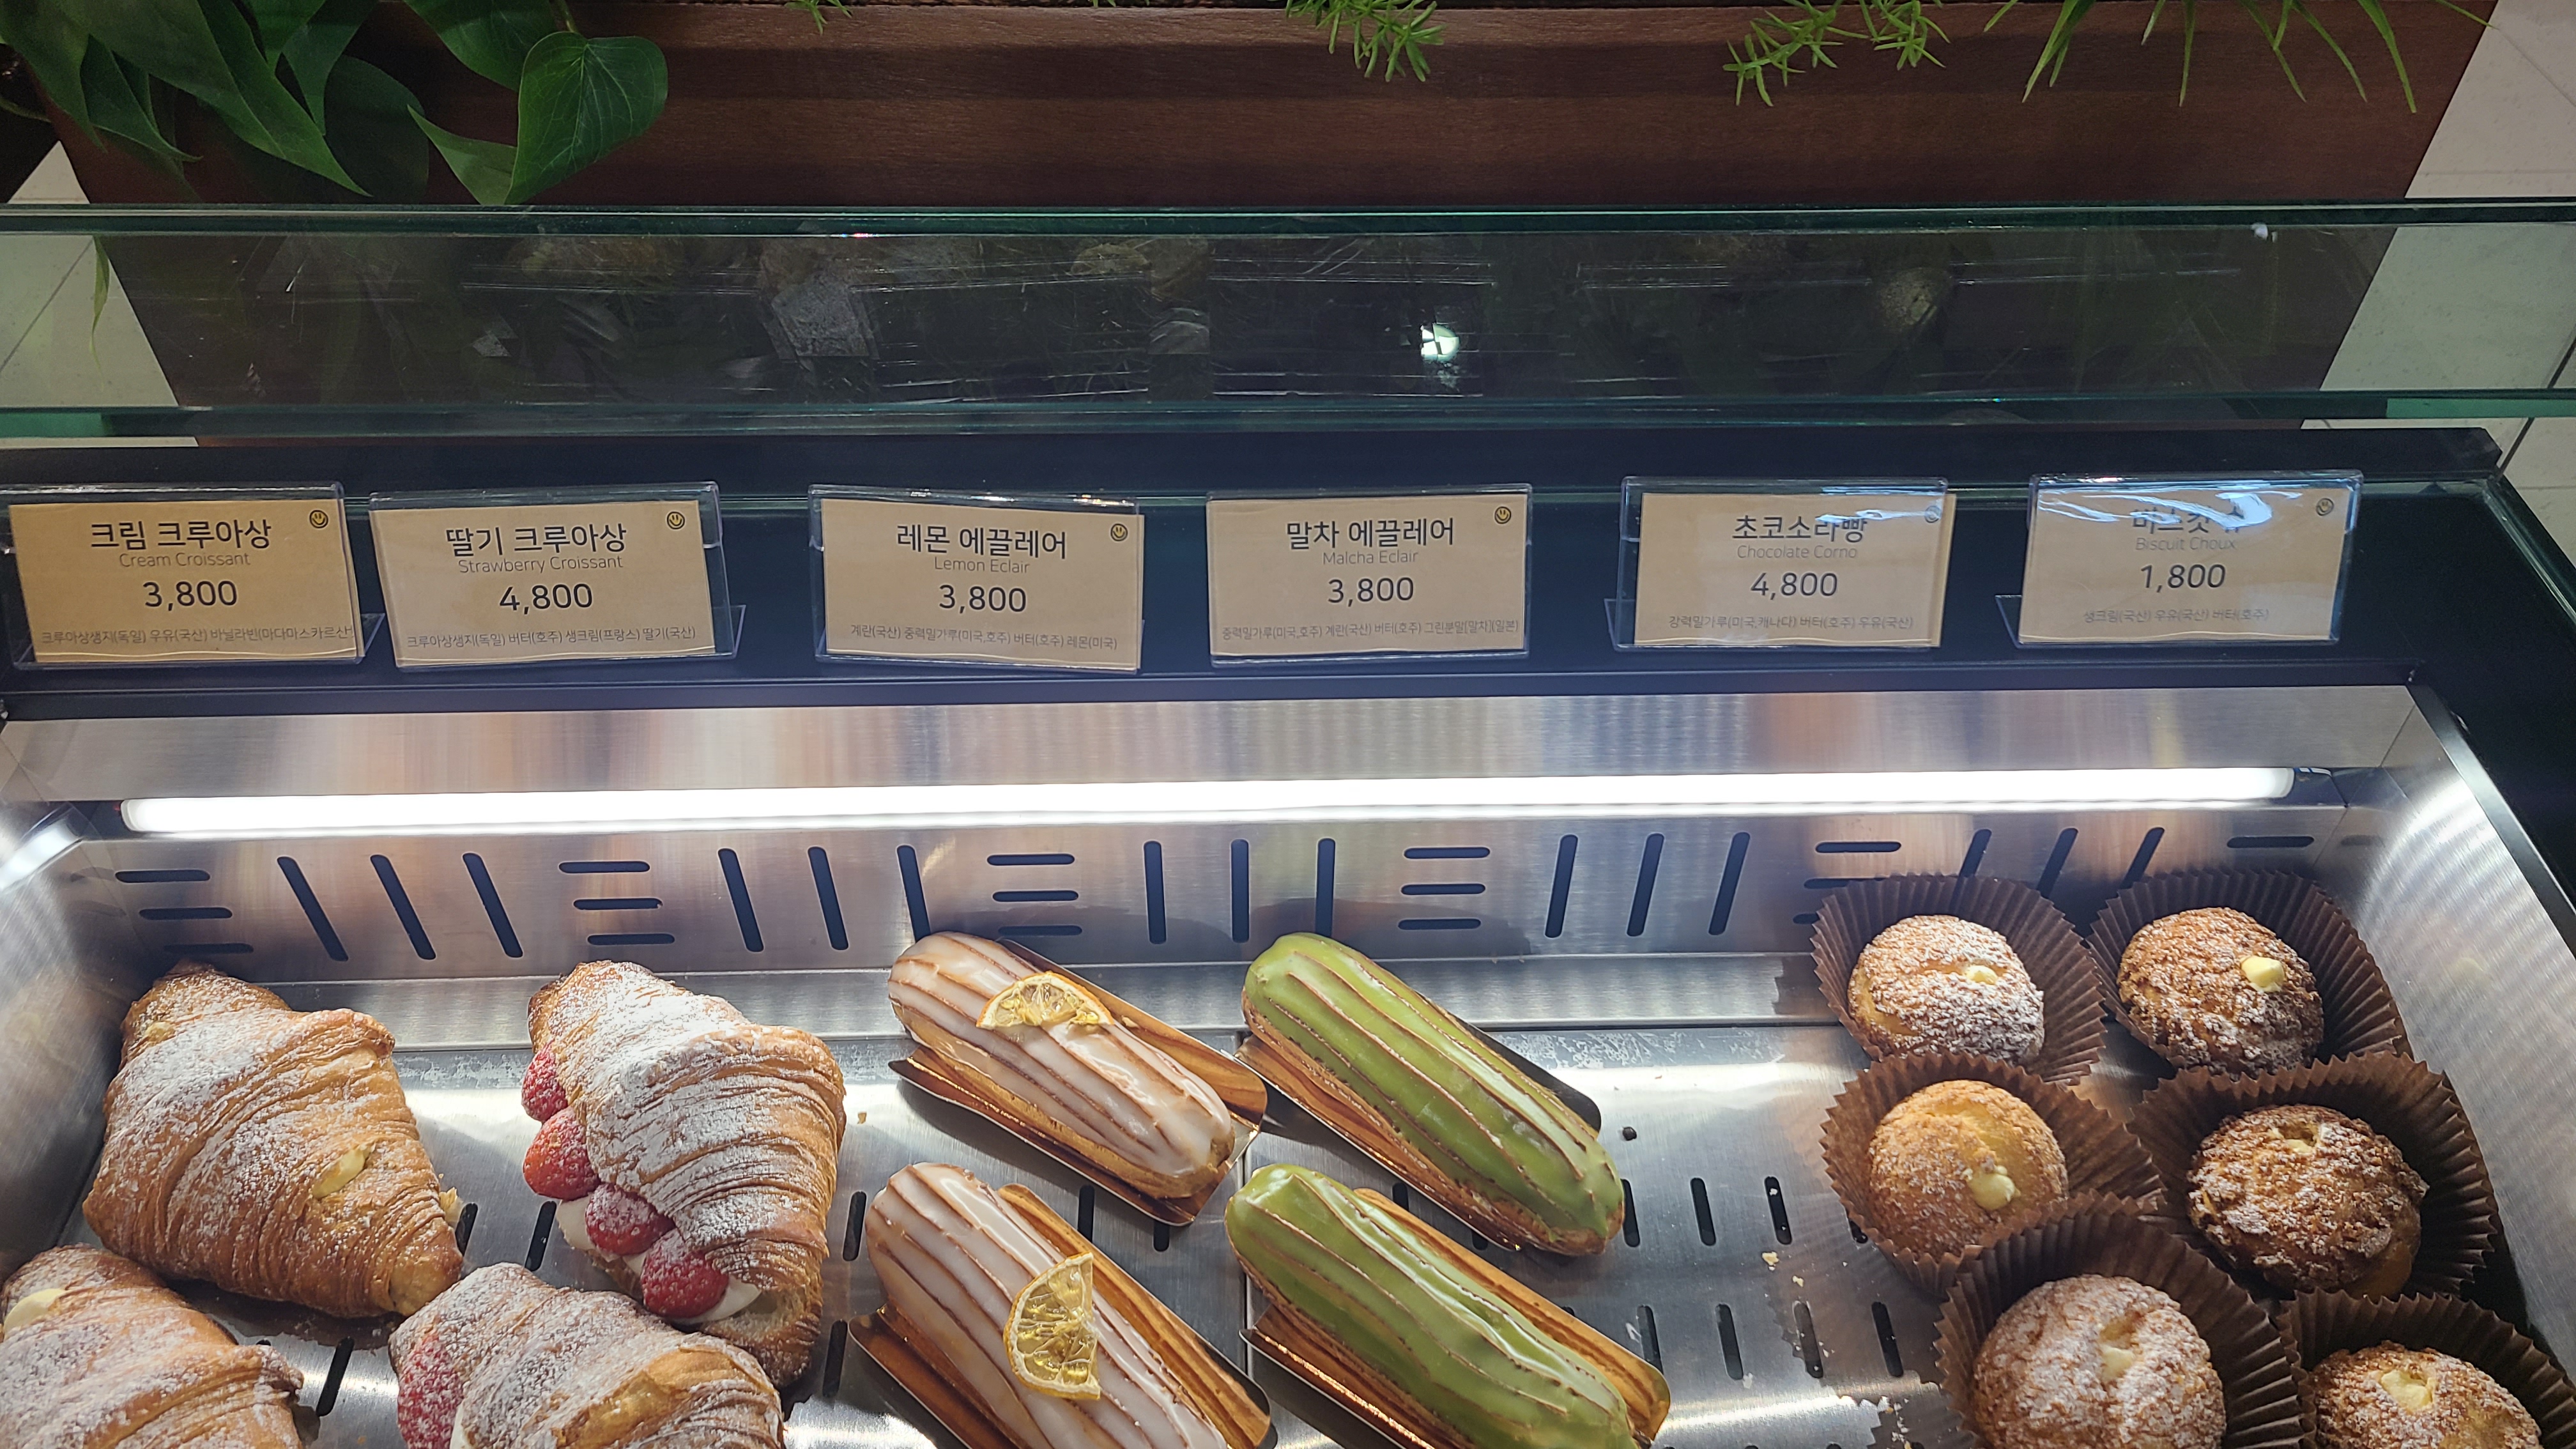 크림 크루아상
Cream Croissant
3,800
크루아상생지(독일) 우유(국산) 바닐라빈(마다마스카르산)
딸기 크루아상
Strawberry Croissant
4,800
크루아상생지(독일) 버터(호주) 생크림(프랑스) 딸기(국산)
레몬 에끌레어
Lemon Eclair
3,800
계란(국산) 중력밀가루(미국,호주) 버터(호주) 레몬(미국)
말차 에끌레어
Malcha Eclair
3,800
중력밀가루(미국,호주) 계란(국산) 버터(호주) 그린분말[말차](일본)
초코소라빵
Chocolate Corno
4,800
강력밀가루(미국,캐나다) 버터(호주) 우유(국산)
Biscuit Choux
1,800
생크림(국산) 우유(국산) 버터(호주)